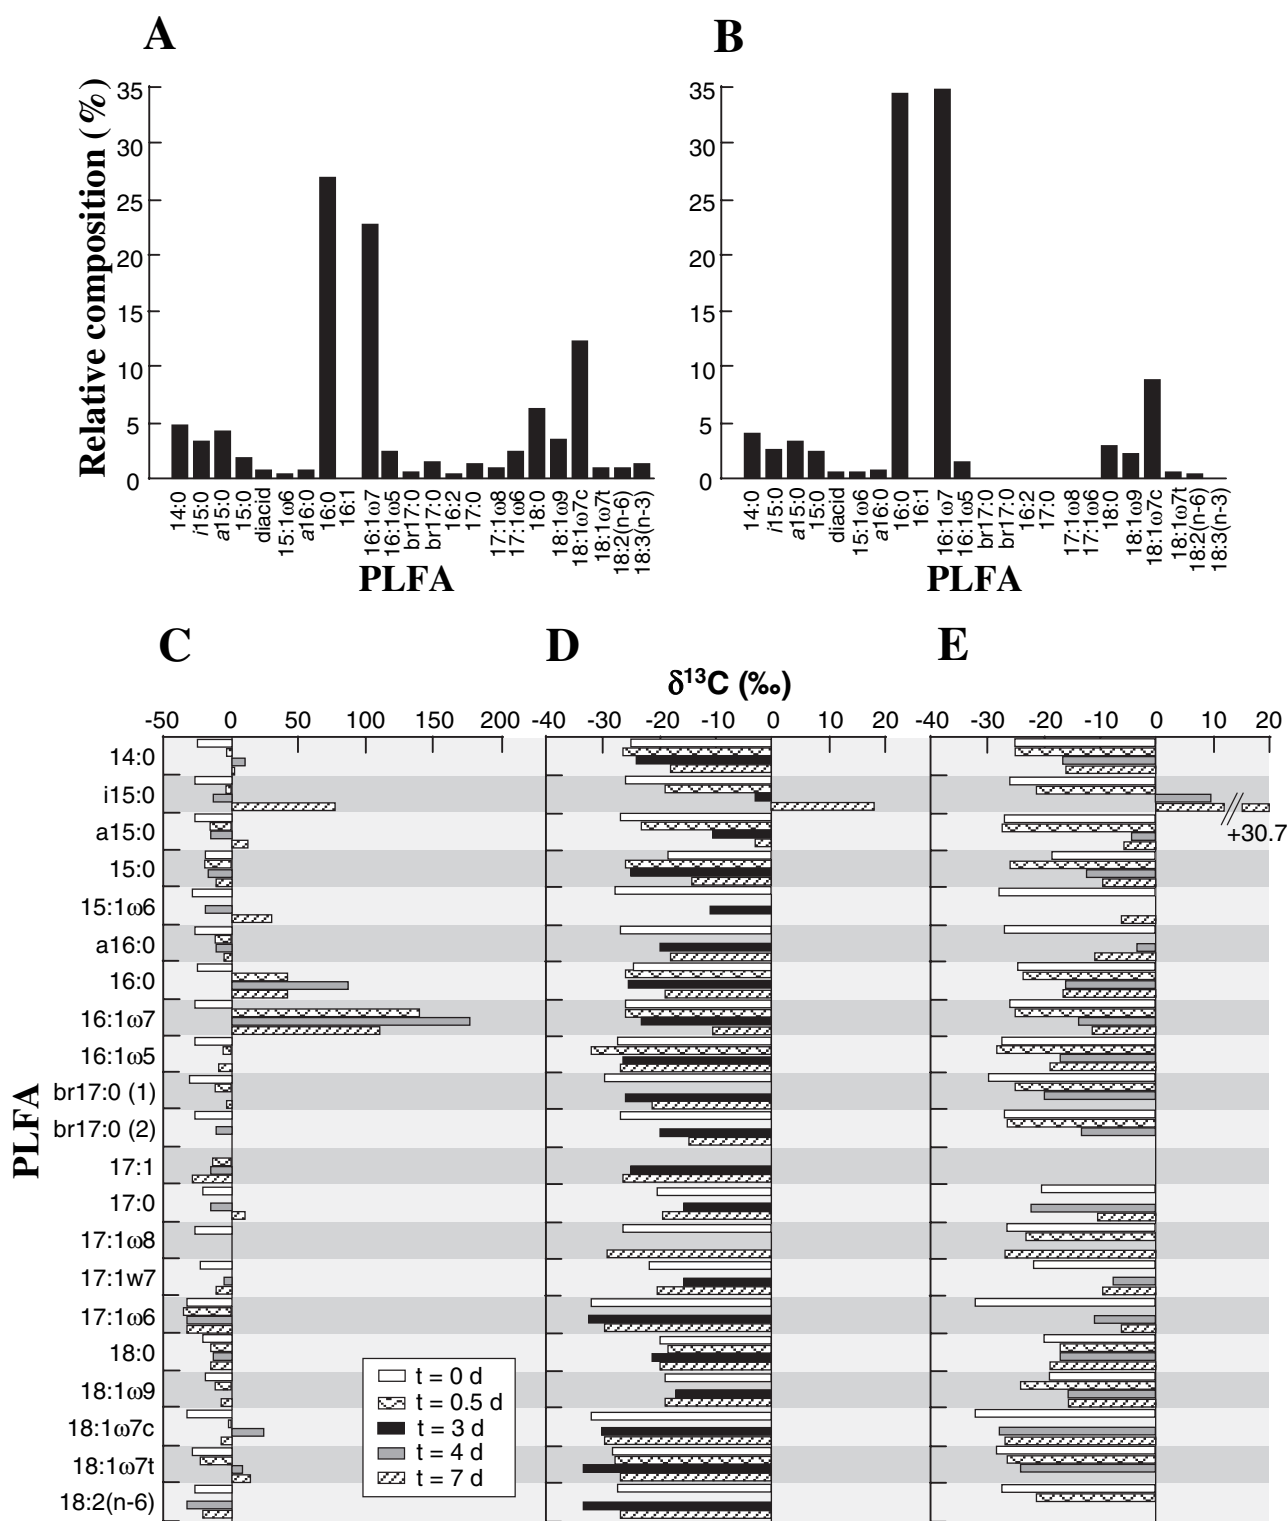 A
B
Relative composition (%)
35
30
25
20
15
10
5
0
14:0
i15:0
a15:0
15:0
diacid
15:1ω6
a16:0
16:0
16:1
16:1ω7
16:1ω5
br17:0
br17:0
16:2
17:0
17:1ω8
17:1ω6
18:0
18:1ω9
18:1ω7c
18:1ω7t
18:2(n-6)
18:3(n-3)
PLFA
35
30
25
20
15
10
5
0
14:0
i15:0
a15:0
15:0
diacid
15:1ω6
a16:0
16:0
16:1
16:1ω7
16:1ω5
br17:0
br17:0
16:2
17:0
17:1ω8
17:1ω6
18:0
18:1ω9
18:1ω7c
18:1ω7t
18:2(n-6)
18:3(n-3)
PLFA
C
D
E
δ¹³C (‰)
-50 0 50 100 150 200
-40 -30 -20 -10 0 10 20
-40 -30 -20 -10 0 10 20
PLFA
14:0
i15:0
a15:0
15:0
15:1ω6
a16:0
16:0
16:1ω7
16:1ω5
br17:0 (1)
br17:0 (2)
17:1
17:0
17:1ω8
17:1w7
17:1ω6
18:0
18:1ω9
18:1ω7c
18:1ω7t
18:2(n-6)
+30.7
t = 0 d
t = 0.5 d
t = 3 d
t = 4 d
t = 7 d